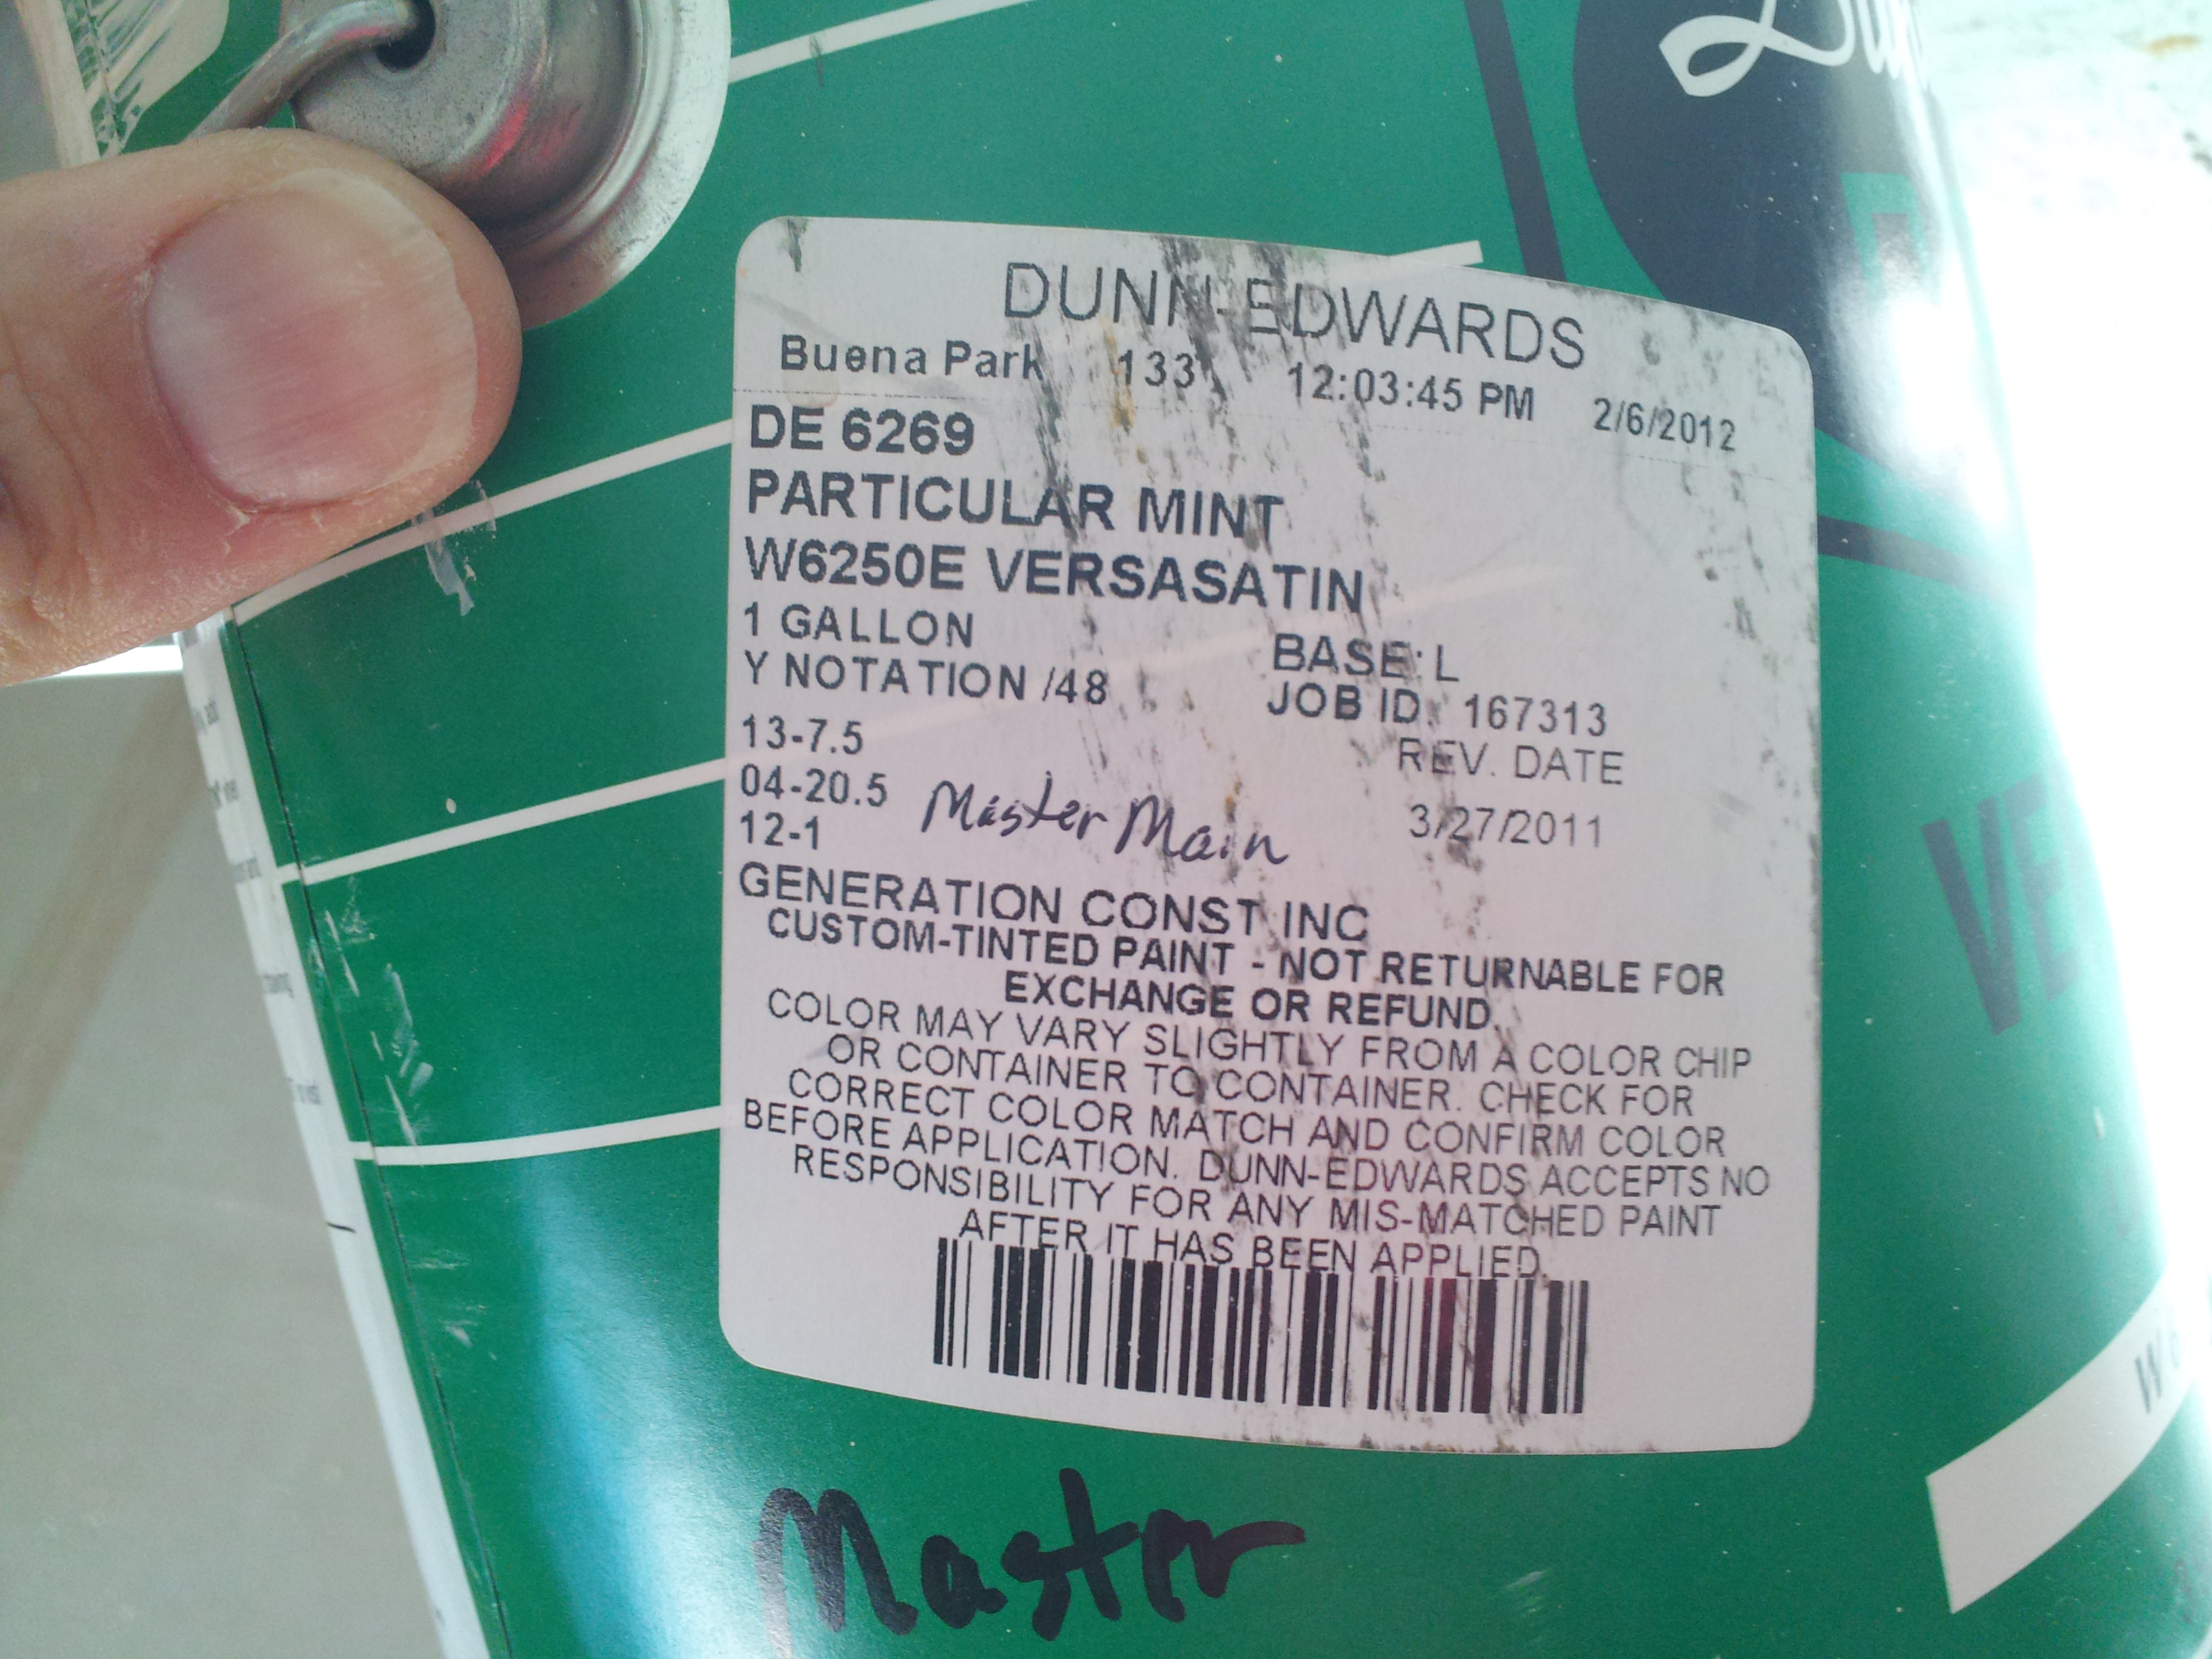 DUNN-EDWARDS
Buena Park 133 12:03:45 PM 2/6/2012
DE 6269
PARTICULAR MINT
W6250E VERSASATIN
1 GALLON BASE: L
Y NOTATION /48 JOB ID: 167313
13-7.5 REV. DATE
04-20.5 Master Main 3/27/2011
12-1
GENERATION CONST INC
CUSTOM-TINTED PAINT - NOT RETURNABLE FOR
EXCHANGE OR REFUND.
COLOR MAY VARY SLIGHTLY FROM A COLOR CHIP
OR CONTAINER TO CONTAINER. CHECK FOR
CORRECT COLOR MATCH AND CONFIRM COLOR
BEFORE APPLICATION. DUNN-EDWARDS ACCEPTS NO
RESPONSIBILITY FOR ANY MIS-MATCHED PAINT
AFTER IT HAS BEEN APPLIED.
Master
VE